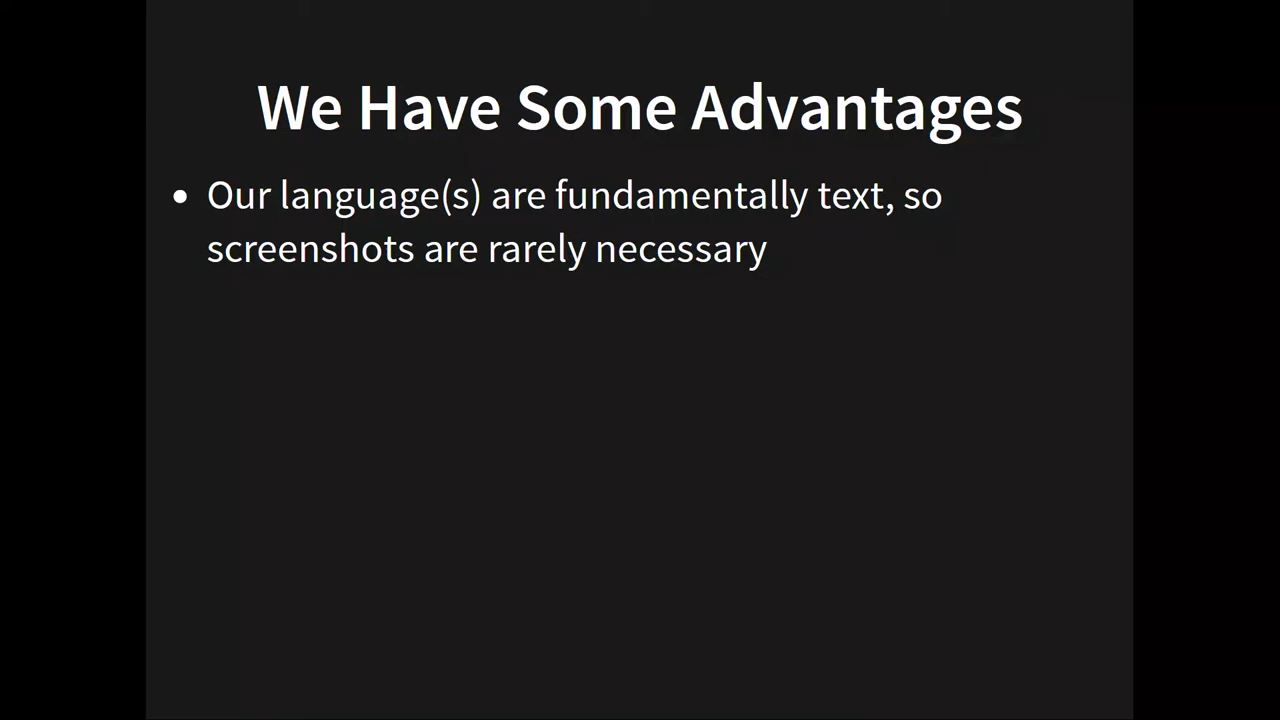 We Have Some Advantages
• Our language(s) are fundamentally text, so
screenshots are rarely necessary